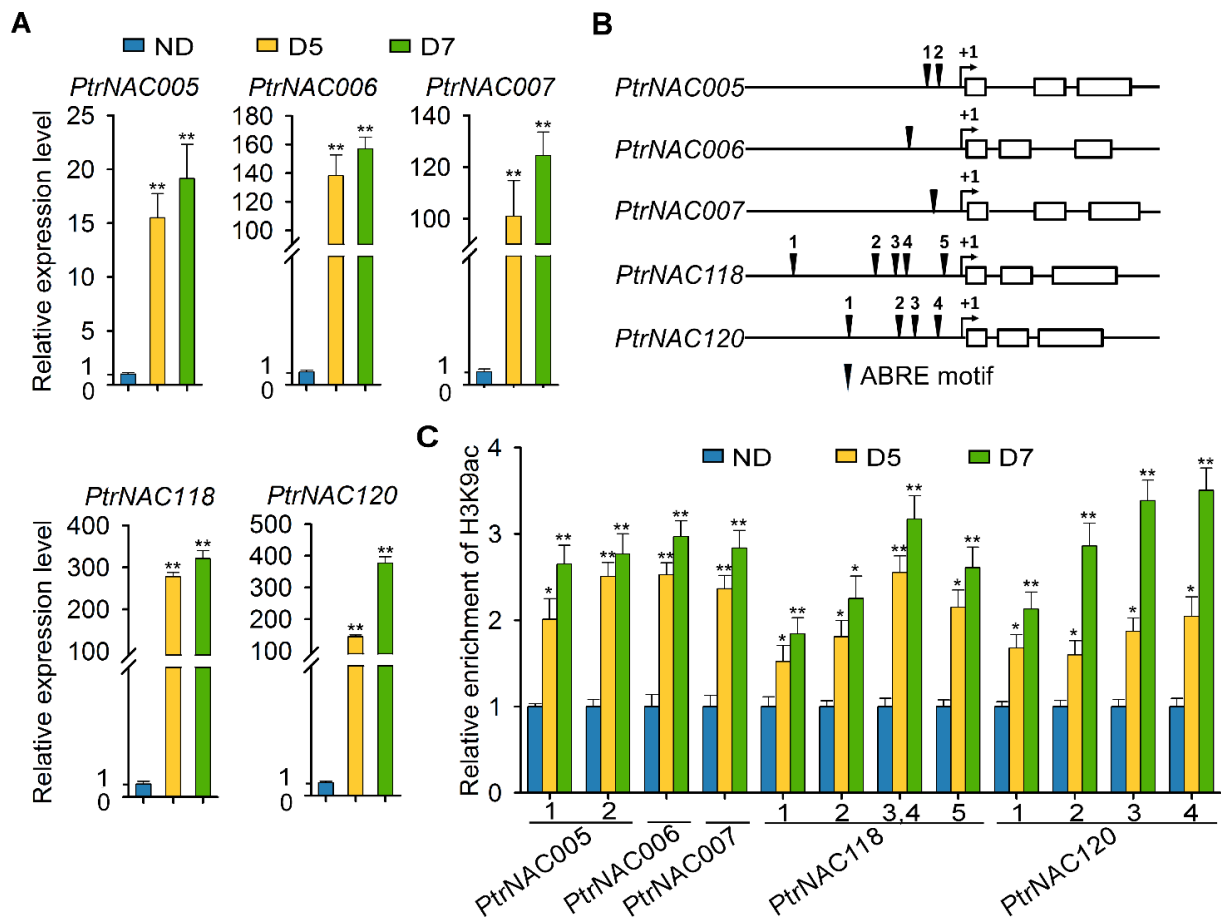 A
ND D5 D7
PtrNAC005 PtrNAC006 PtrNAC007
Relative expression level
25
20
15
10
5
1
0
**
**
180
160
140
120
100
1
0
**
**
140
120
100
1
0
**
**
PtrNAC118 PtrNAC120
Relative expression level
400
300
200
100
1
0
**
**
500
400
300
200
100
1
0
**
**
B
PtrNAC005 1 2 +1
PtrNAC006 +1
PtrNAC007 +1
PtrNAC118 1 2 3 4 5 +1
PtrNAC120 1 2 3 4 +1
ABRE motif
C
ND D5 D7
Relative enrichment of H3K9ac
4
3
2
1
0
* ** ** ** ** ** ** ** * ** * * ** ** * ** * ** * ** * ** * **
1 2 1 2 3,4 5 1 2 3 4
PtrNAC005 PtrNAC006 PtrNAC007 PtrNAC118 PtrNAC120